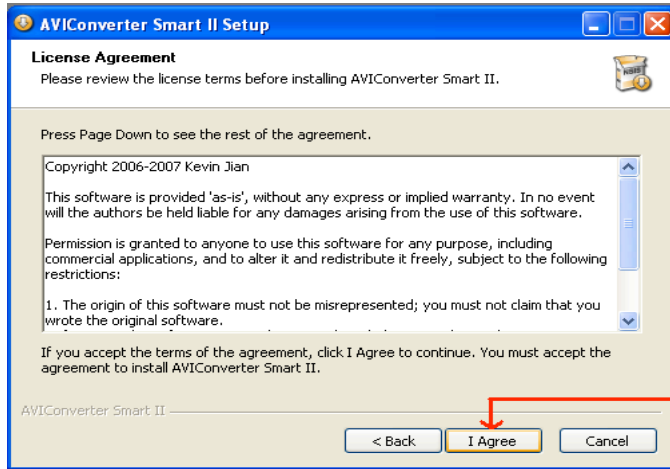 AVIConverter Smart II Setup
License Agreement
Please review the license terms before installing AVIConverter Smart II.
NSIS
Press Page Down to see the rest of the agreement.
Copyright 2006-2007 Kevin Jian
This software is provided 'as-is', without any express or implied warranty. In no event
will the authors be held liable for any damages arising from the use of this software.
Permission is granted to anyone to use this software for any purpose, including
commercial applications, and to alter it and redistribute it freely, subject to the following
restrictions:
1. The origin of this software must not be misrepresented; you must not claim that you
wrote the original software.
If you accept the terms of the agreement, click I Agree to continue. You must accept the
agreement to install AVIConverter Smart II.
AVIConverter Smart II
< Back
I Agree
Cancel